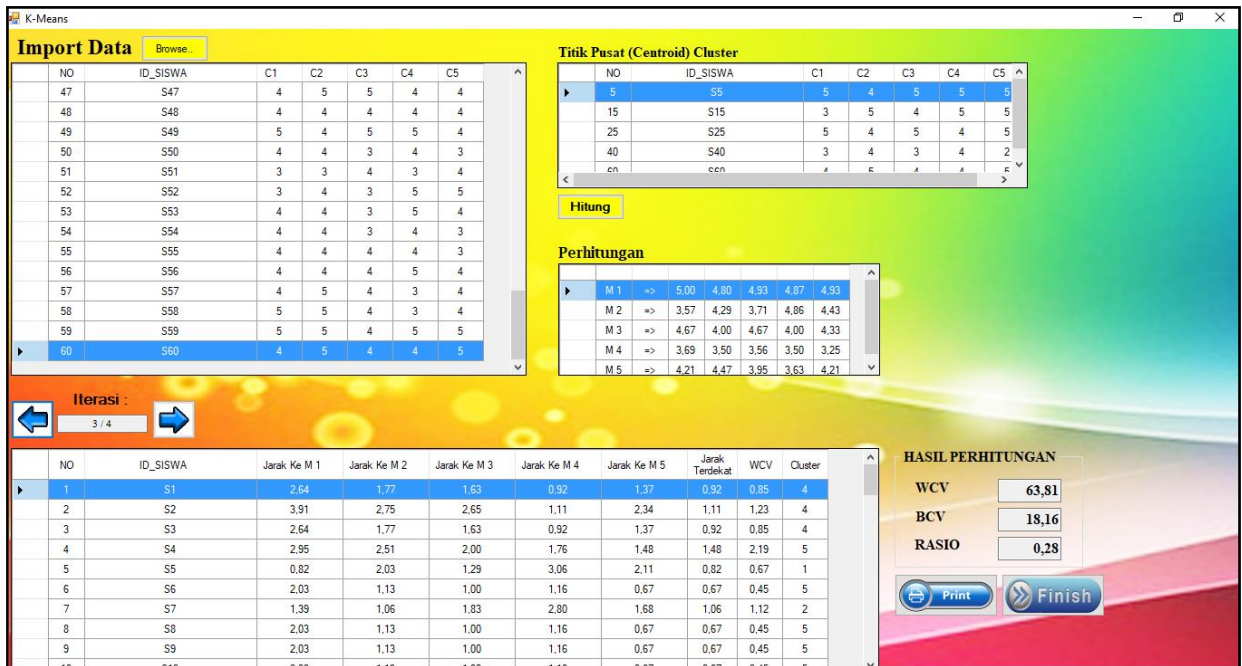 K-Means
Import Data Browse..
NO ID_SISWA C1 C2 C3 C4 C5
47 S47 4 5 5 4 4
48 S48 4 4 4 4 4
49 S49 5 4 5 5 4
50 S50 4 4 3 4 3
51 S51 3 3 4 3 4
52 S52 3 4 3 5 5
53 S53 4 4 3 5 4
54 S54 4 4 3 4 3
55 S55 4 4 4 4 3
56 S56 4 4 4 5 4
57 S57 4 5 4 3 4
58 S58 5 5 4 3 4
59 S59 5 5 4 5 5
60 S60 4 5 4 4 5
Titik Pusat (Centroid) Cluster
NO ID_SISWA C1 C2 C3 C4 C5
5 S5 5 4 5 5 5
15 S15 3 5 4 5 5
25 S25 5 4 5 4 5
40 S40 3 4 3 4 2
60 S60 4 5 4 4 5
Hitung
Perhitungan
M 1 => 5,00 4,80 4,93 4,87 4,93
M 2 => 3,57 4,29 3,71 4,86 4,43
M 3 => 4,67 4,00 4,67 4,00 4,33
M 4 => 3,69 3,50 3,56 3,50 3,25
M 5 => 4,21 4,47 3,95 3,63 4,21
Iterasi :
3 / 4
NO ID_SISWA Jarak Ke M 1 Jarak Ke M 2 Jarak Ke M 3 Jarak Ke M 4 Jarak Ke M 5 Jarak Terdekat WCV Cluster
1 S1 2,64 1,77 1,63 0,92 1,37 0,92 0,85 4
2 S2 3,91 2,75 2,65 1,11 2,34 1,11 1,23 4
3 S3 2,64 1,77 1,63 0,92 1,37 0,92 0,85 4
4 S4 2,95 2,51 2,00 1,76 1,48 1,48 2,19 5
5 S5 0,82 2,03 1,29 3,06 2,11 0,82 0,67 1
6 S6 2,03 1,13 1,00 1,16 0,67 0,67 0,45 5
7 S7 1,39 1,06 1,83 2,80 1,68 1,06 1,12 2
8 S8 2,03 1,13 1,00 1,16 0,67 0,67 0,45 5
9 S9 2,03 1,13 1,00 1,16 0,67 0,67 0,45 5
HASIL PERHITUNGAN
WCV 63,81
BCV 18,16
RASIO 0,28
Print Finish